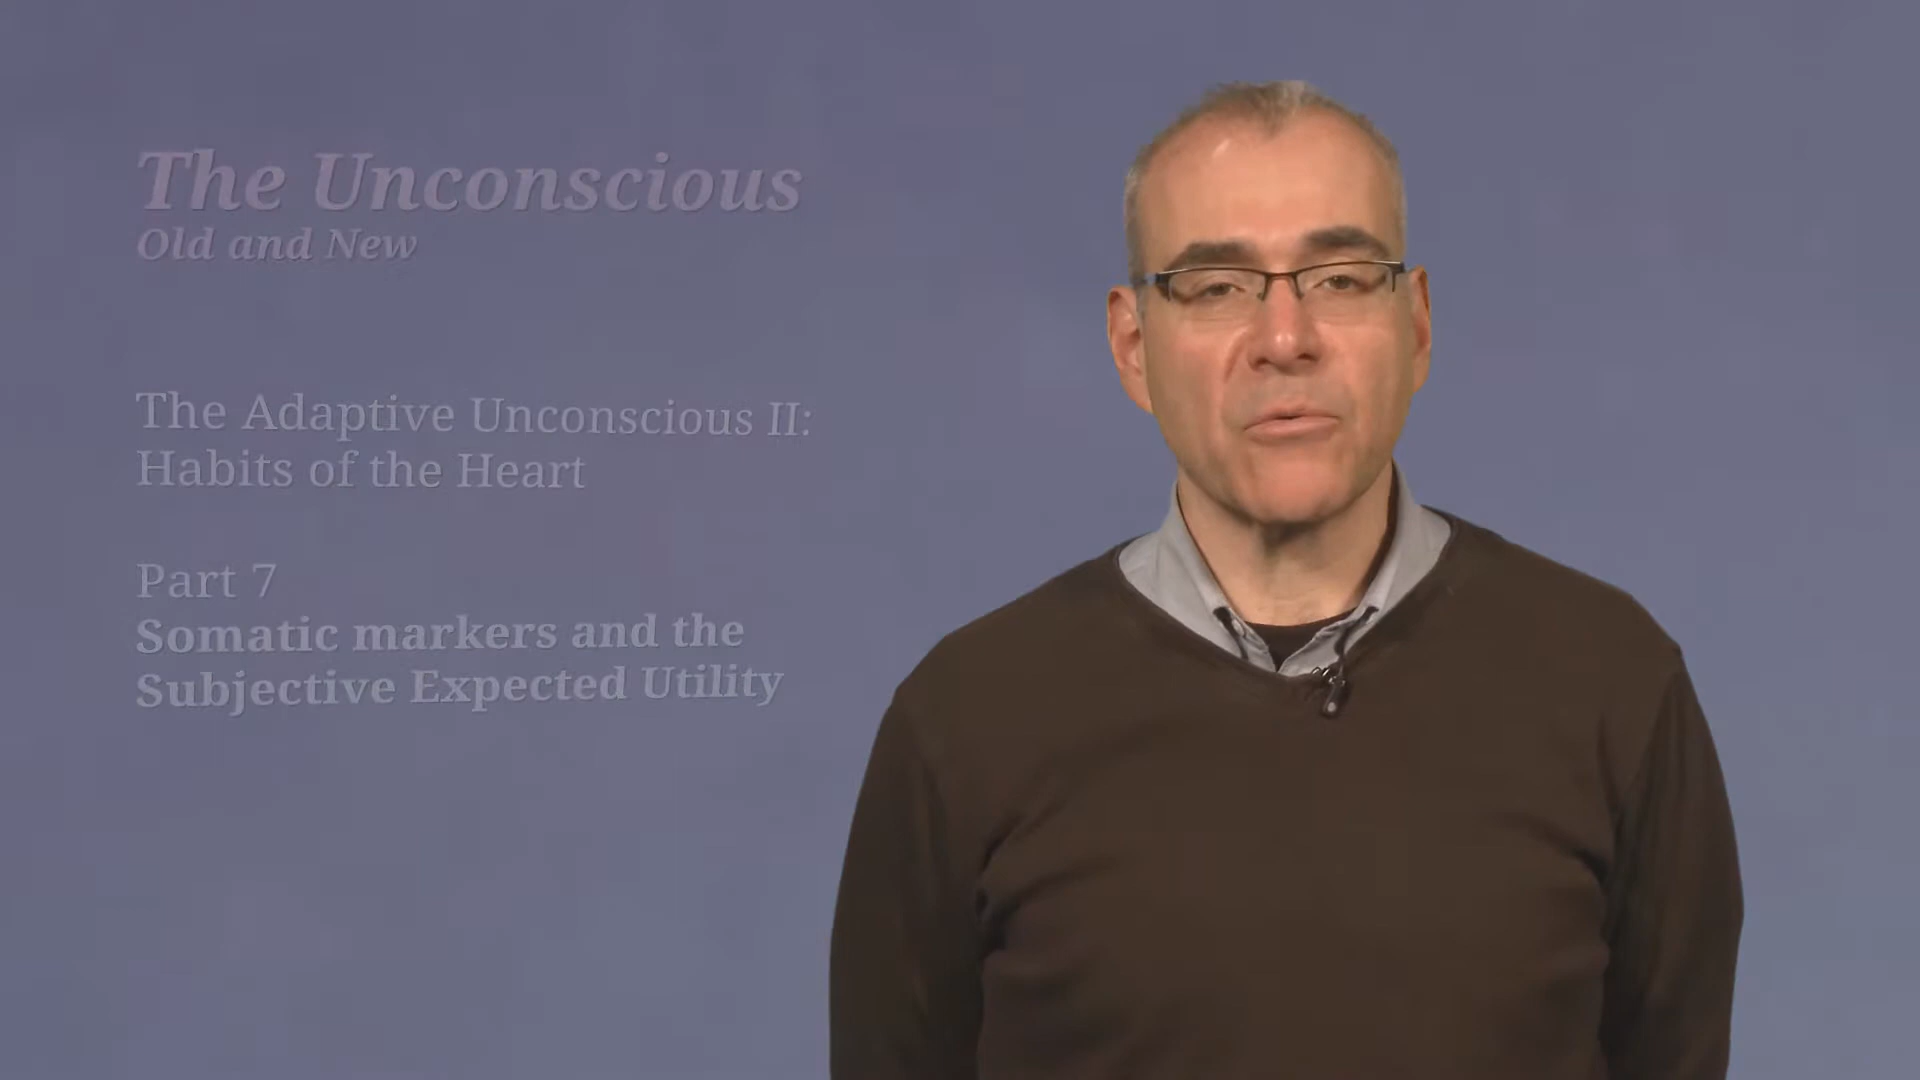 The Unconscious
Old and New
The Adaptive Unconscious II:
Habits of the Heart
Part 7
Somatic markers and the
Subjective Expected Utility